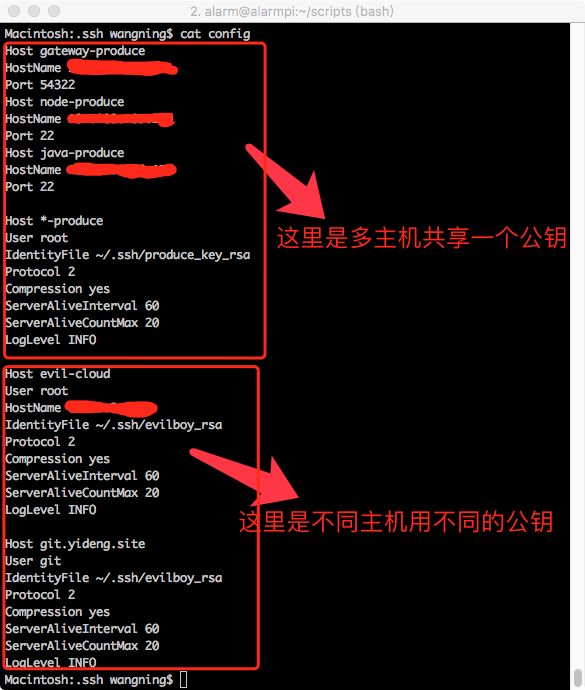 2. alarm@alarmpi:~/scripts (bash)
Macintosh:.ssh wangning$ cat config
Host gateway-produce
HostName
Port 54322
Host node-produce
HostName
Port 22
Host java-produce
HostName
Port 22
Host *-produce
User root
IdentityFile ~/.ssh/produce_key_rsa
Protocol 2
Compression yes
ServerAliveInterval 60
ServerAliveCountMax 20
LogLevel INFO
这里是多主机共享一个公钥
Host evil-cloud
User root
HostName
IdentityFile ~/.ssh/evilboy_rsa
Protocol 2
Compression yes
ServerAliveInterval 60
ServerAliveCountMax 20
LogLevel INFO
这里是不同主机用不同的公钥
Host git.yideng.site
User git
IdentityFile ~/.ssh/evilboy_rsa
Protocol 2
Compression yes
ServerAliveInterval 60
ServerAliveCountMax 20
LogLevel INFO
Macintosh:.ssh wangning$